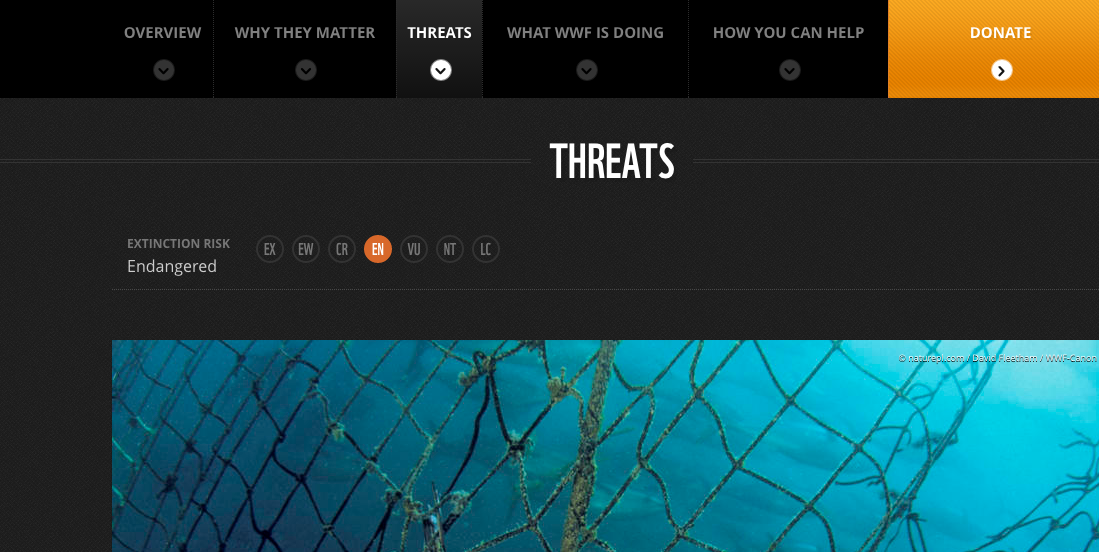 OVERVIEW
WHY THEY MATTER
THREATS
WHAT WWF IS DOING
HOW YOU CAN HELP
DONATE
THREATS
EXTINCTION RISK
EX EW CR EN VU NT LC
Endangered
© naturepl.com / David Fleetham / WWF-Canon